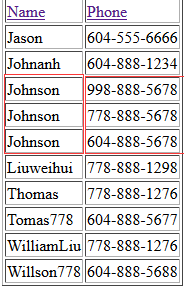 Name Phone
Jason 604-555-6666
Johnanh 604-888-1234
Johnson 998-888-5678
Johnson 778-888-5678
Johnson 604-888-5678
Liuweihui 778-888-1298
Thomas 778-888-1276
Tomas778 604-888-5677
WilliamLiu 778-888-1276
Willson778 604-888-5688